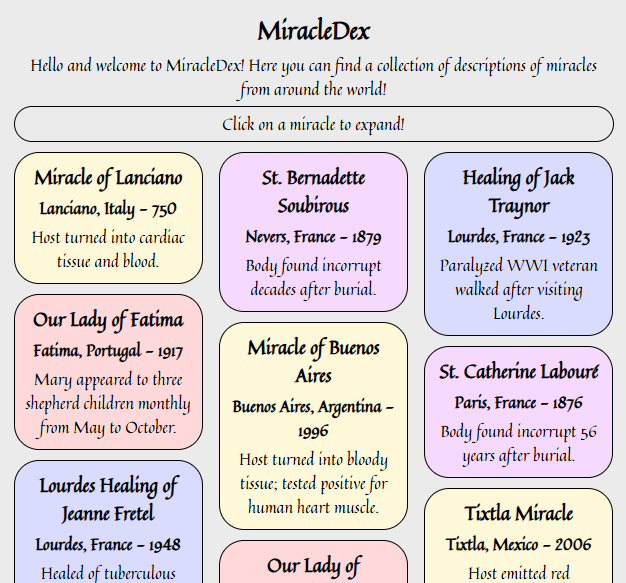 MiracleDex
Hello and welcome to MiracleDex! Here you can find a collection of descriptions of miracles
from around the world!
Click on a miracle to expand!
Miracle of Lanciano
Lanciano, Italy – 750
Host turned into cardiac
tissue and blood.
Our Lady of Fatima
Fatima, Portugal – 1917
Mary appeared to three
shepherd children monthly
from May to October.
Lourdes Healing of
Jeanne Fretel
Lourdes, France – 1948
Healed of tuberculous
St. Bernadette
Soubirous
Nevers, France – 1879
Body found incorrupt
decades after burial.
Miracle of Buenos
Aires
Buenos Aires, Argentina –
1996
Host turned into bloody
tissue; tested positive for
human heart muscle.
Our Lady of
Healing of Jack
Traynor
Lourdes, France – 1923
Paralyzed WWI veteran
walked after visiting
Lourdes.
St. Catherine Labouré
Paris, France – 1876
Body found incorrupt 56
years after burial.
Tixtla Miracle
Tixtla, Mexico – 2006
Host emitted red